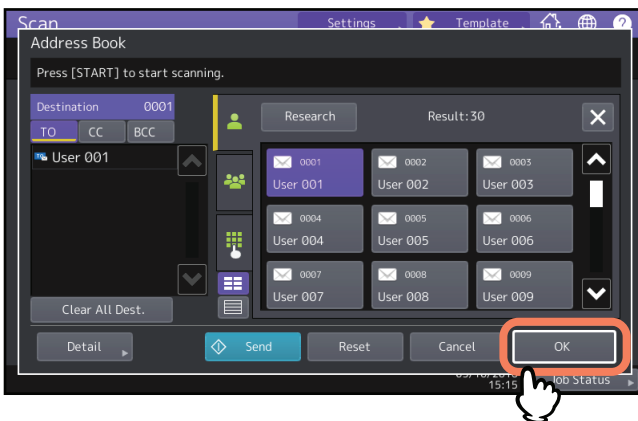 Scan
Settings
Template
?
Address Book
Press [START] to start scanning.
Destination 0001
TO CC BCC
TO User 001
Clear All Dest.
Research
Result:30
0001
User 001
0002
User 002
0003
User 003
0004
User 004
0005
User 005
0006
User 006
0007
User 007
0008
User 008
0009
User 009
Detail
Send
Reset
Cancel
OK
15:15
Job Status